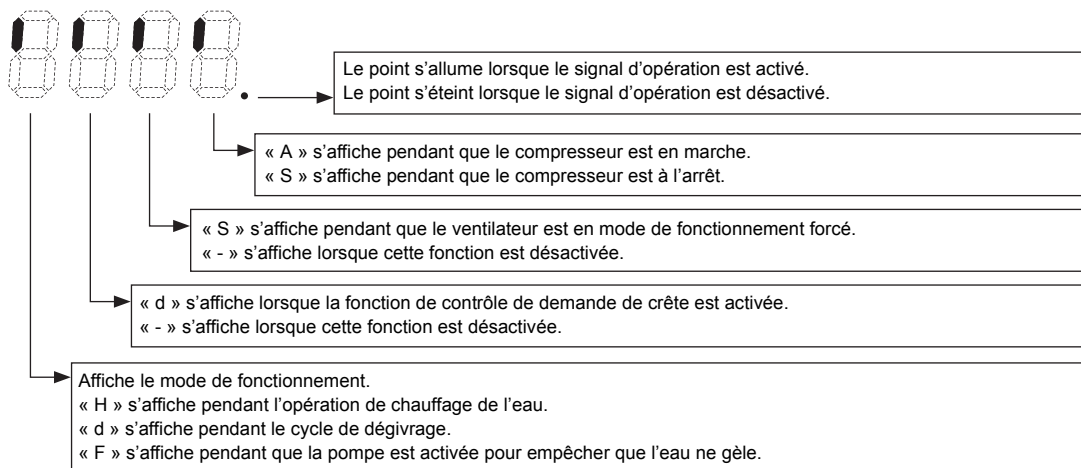 Le point s'allume lorsque le signal d'opération est activé.
Le point s'éteint lorsque le signal d'opération est désactivé.
« A » s'affiche pendant que le compresseur est en marche.
« S » s'affiche pendant que le compresseur est à l'arrêt.
« S » s'affiche pendant que le ventilateur est en mode de fonctionnement forcé.
« - » s'affiche lorsque cette fonction est désactivée.
« d » s'affiche lorsque la fonction de contrôle de demande de crête est activée.
« - » s'affiche lorsque cette fonction est désactivée.
Affiche le mode de fonctionnement.
« H » s'affiche pendant l'opération de chauffage de l'eau.
« d » s'affiche pendant le cycle de dégivrage.
« F » s'affiche pendant que la pompe est activée pour empêcher que l'eau ne gèle.